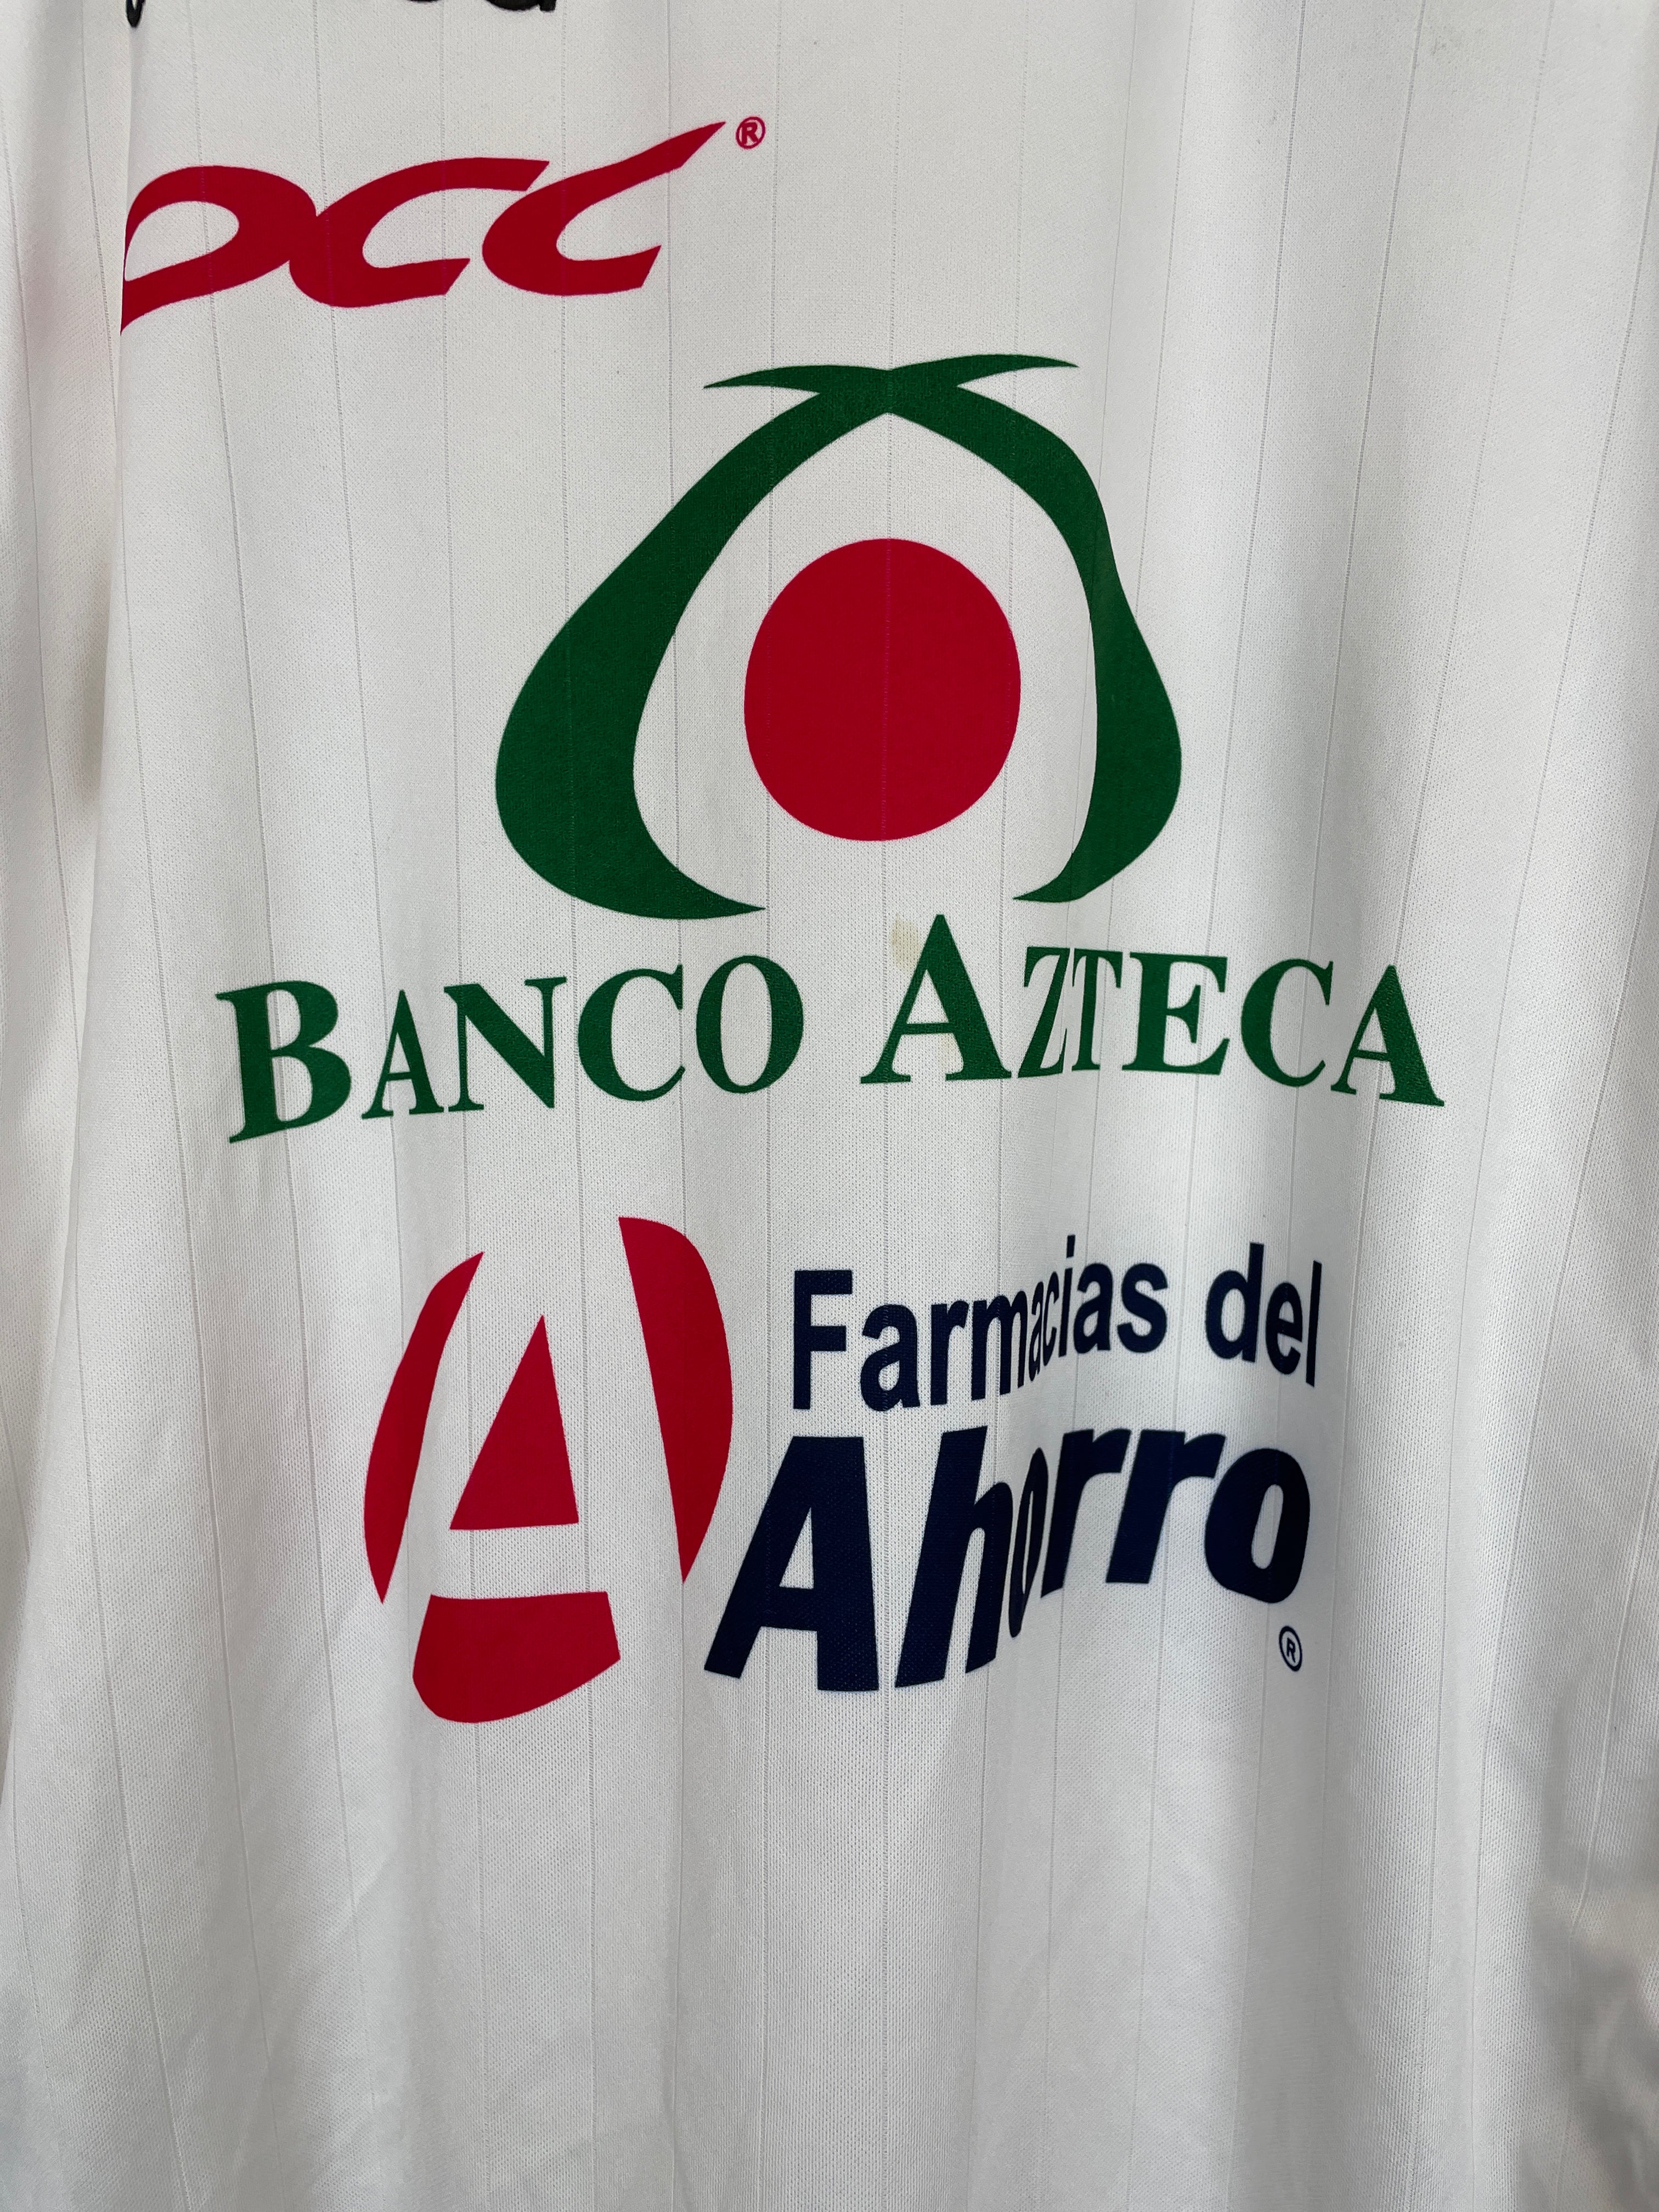 occ®
BANCO AZTECA
A Farmacias del
Ahorro®